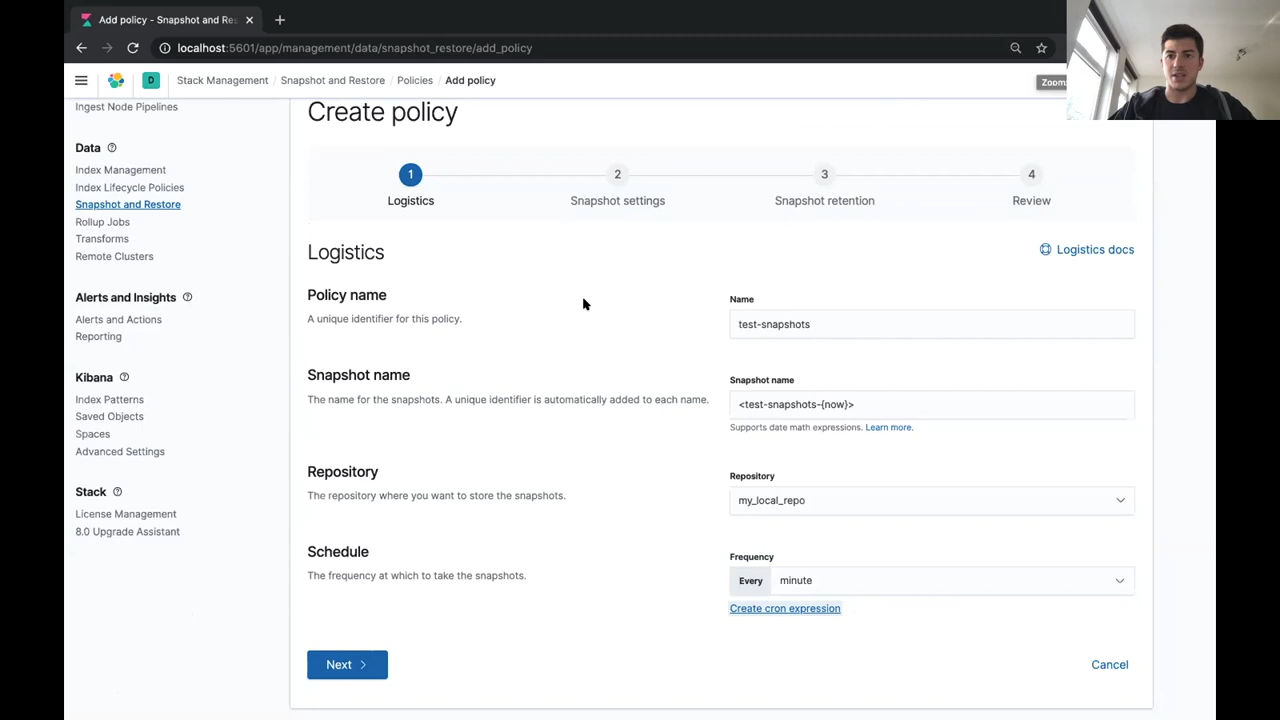 Add policy - Snapshot and Res
localhost:5601/app/management/data/snapshot_restore/add_policy
D
Stack Management / Snapshot and Restore / Policies / Add policy
Zoom
Ingest Node Pipelines
Data
Index Management
Index Lifecycle Policies
Snapshot and Restore
Rollup Jobs
Transforms
Remote Clusters
Alerts and Insights
Alerts and Actions
Reporting
Kibana
Index Patterns
Saved Objects
Spaces
Advanced Settings
Stack
License Management
8.0 Upgrade Assistant
Create policy
1 2 3 4
Logistics Snapshot settings Snapshot retention Review
Logistics
Logistics docs
Policy name
A unique identifier for this policy.
Name
test-snapshots
Snapshot name
The name for the snapshots. A unique identifier is automatically added to each name.
Snapshot name
<test-snapshots-{now}>
Supports date math expressions. Learn more.
Repository
The repository where you want to store the snapshots.
Repository
my_local_repo
Schedule
The frequency at which to take the snapshots.
Frequency
Every minute
Create cron expression
Next
Cancel